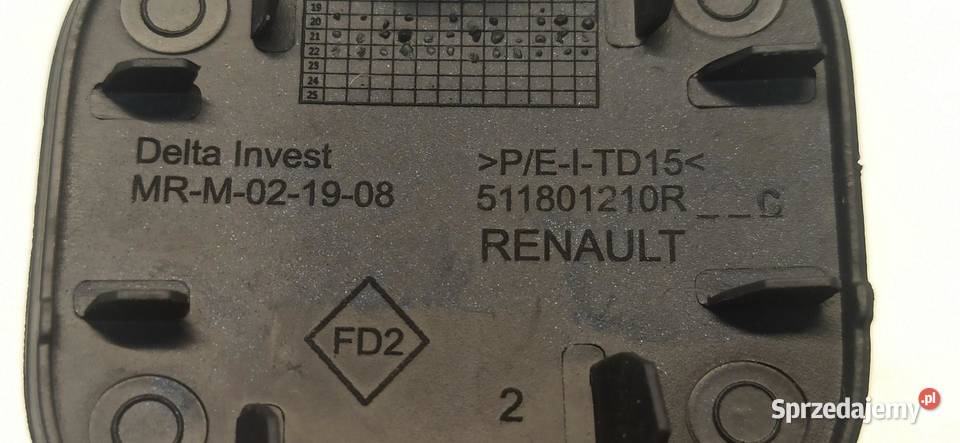 19
20
21
22
23
24
25
Delta Invest
MR-M-02-19-08
>P/E-I-TD15<
511801210R _ _ C
RENAULT
FD2
2
Sprzedajemy.pl